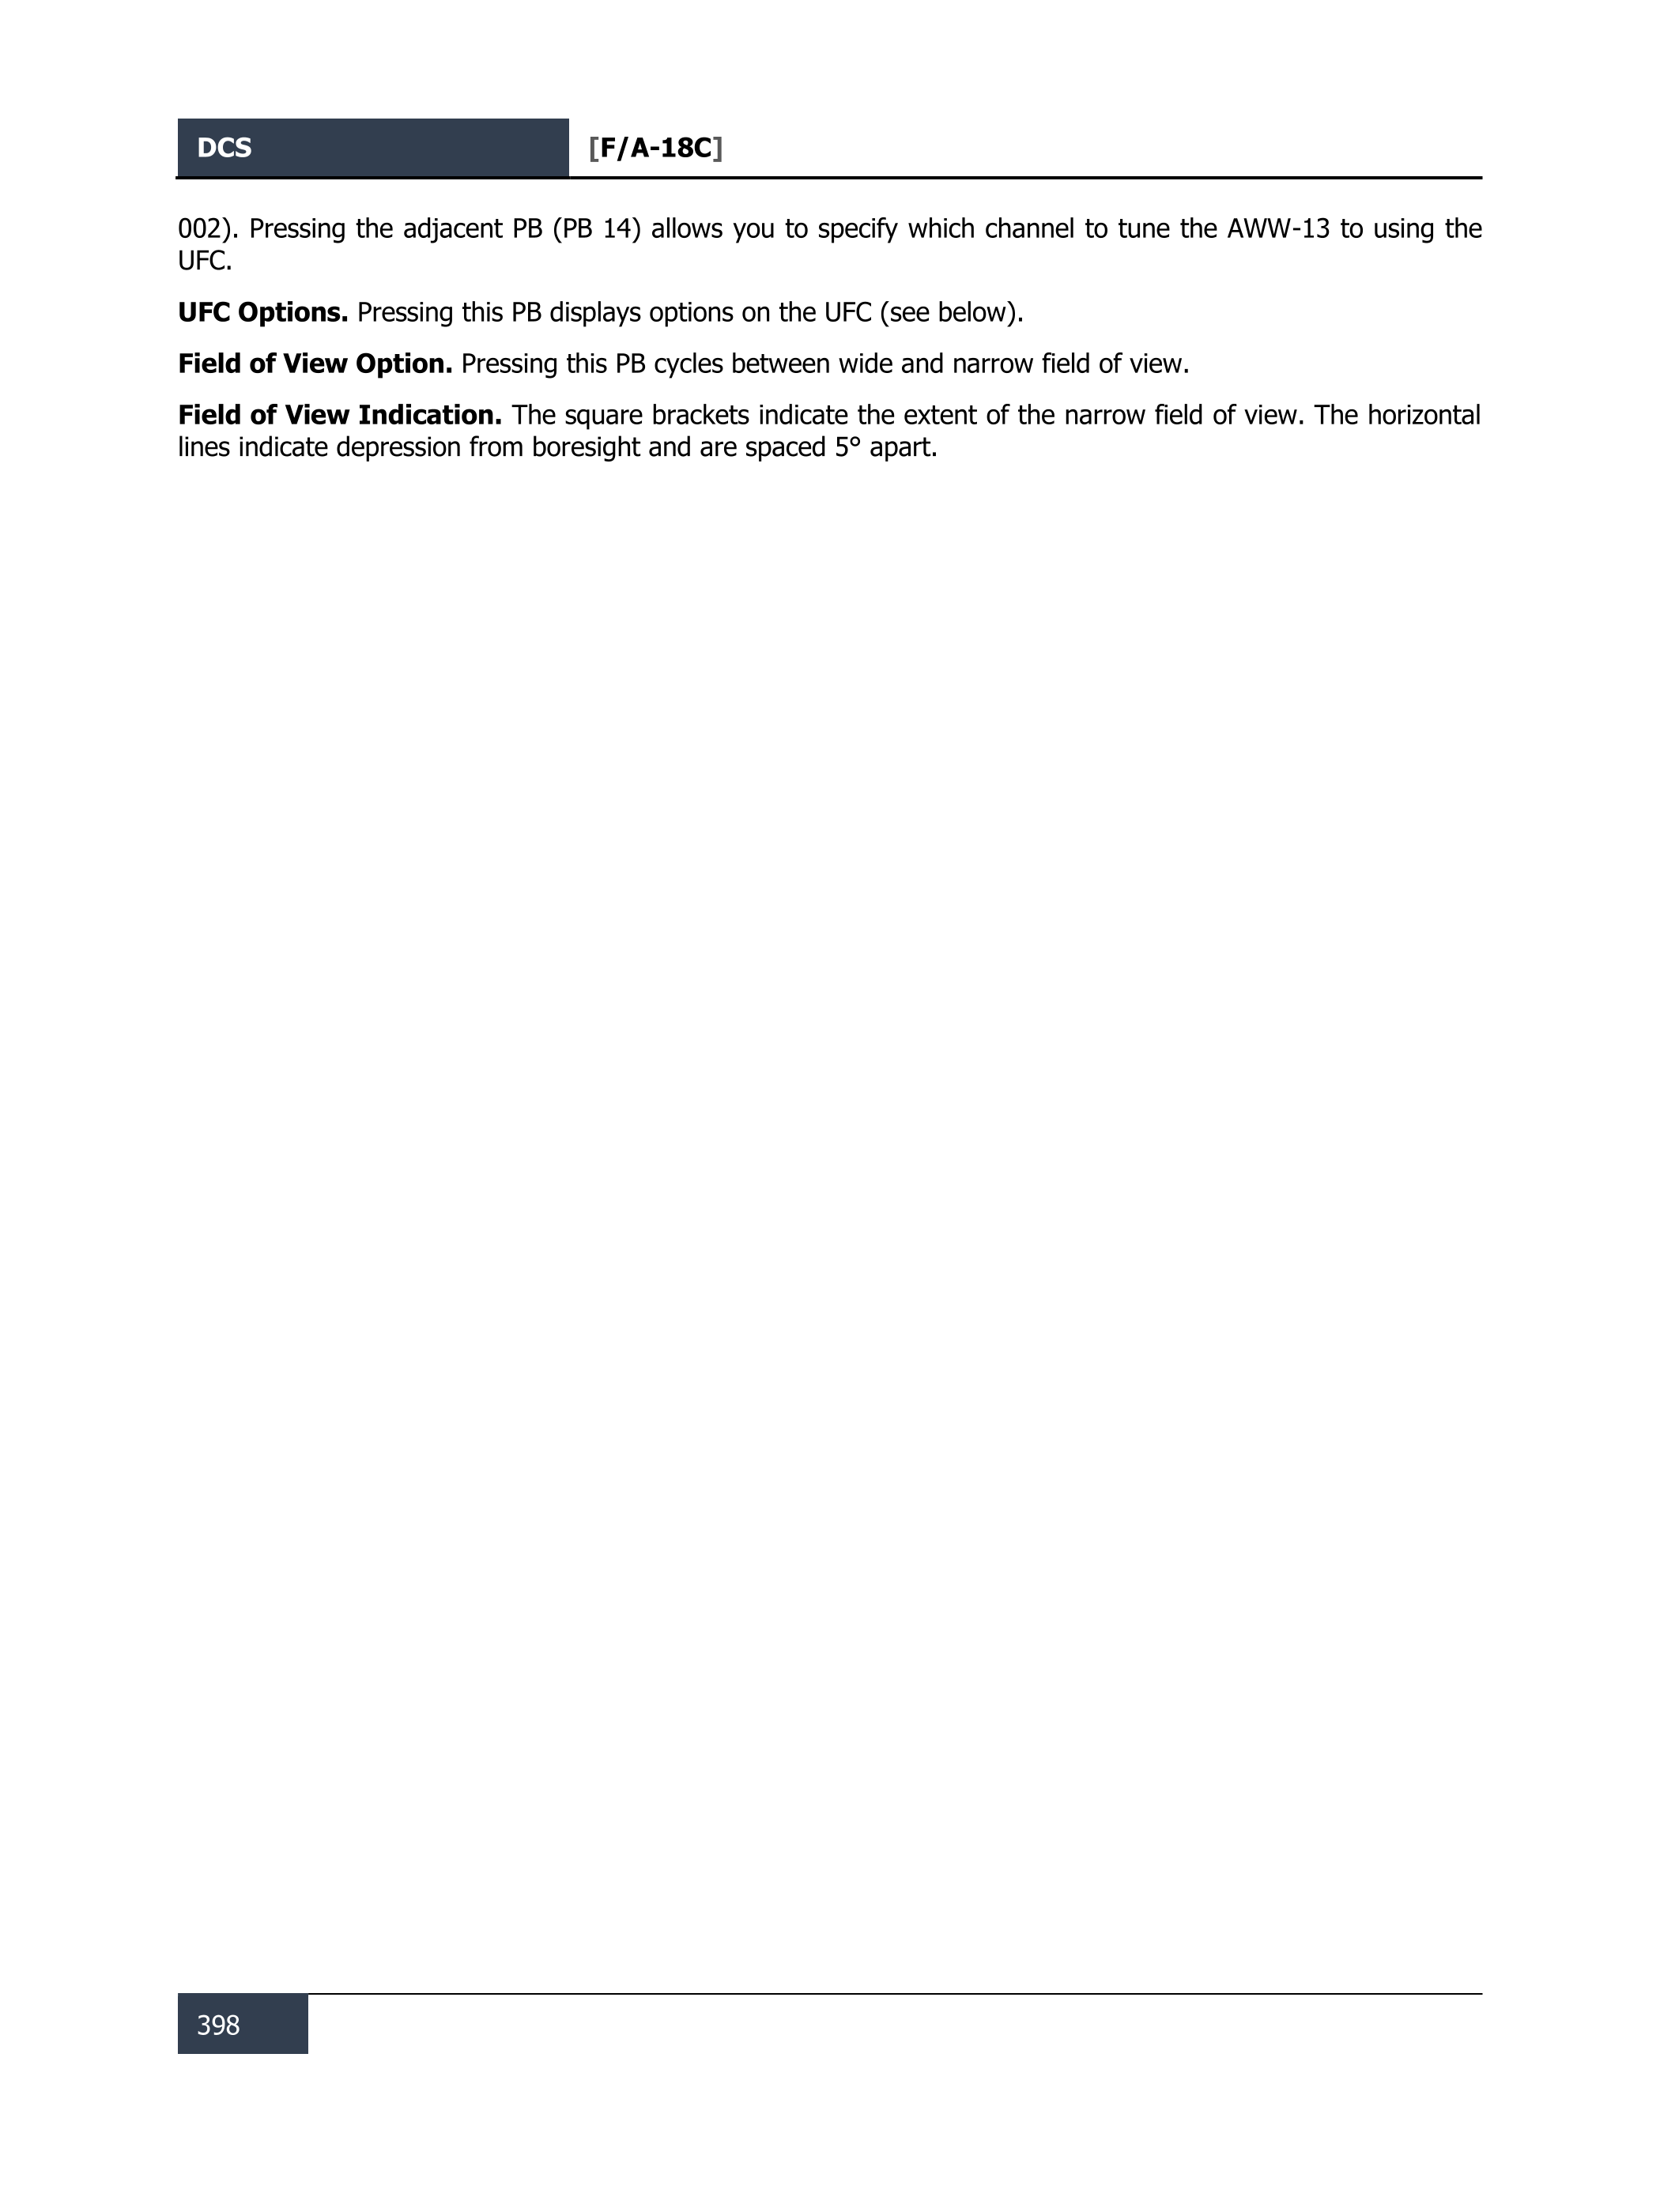 DCS
[F/A-18C]
002). Pressing the adjacent PB (PB 14) allows you to specify which channel to tune the AWW-13 to using the
UFC.
UFC Options. Pressing this PB displays options on the UFC (see below).
Field of View Option. Pressing this PB cycles between wide and narrow field of view.
Field of View Indication. The square brackets indicate the extent of the narrow field of view. The horizontal
lines indicate depression from boresight and are spaced 5° apart.
398